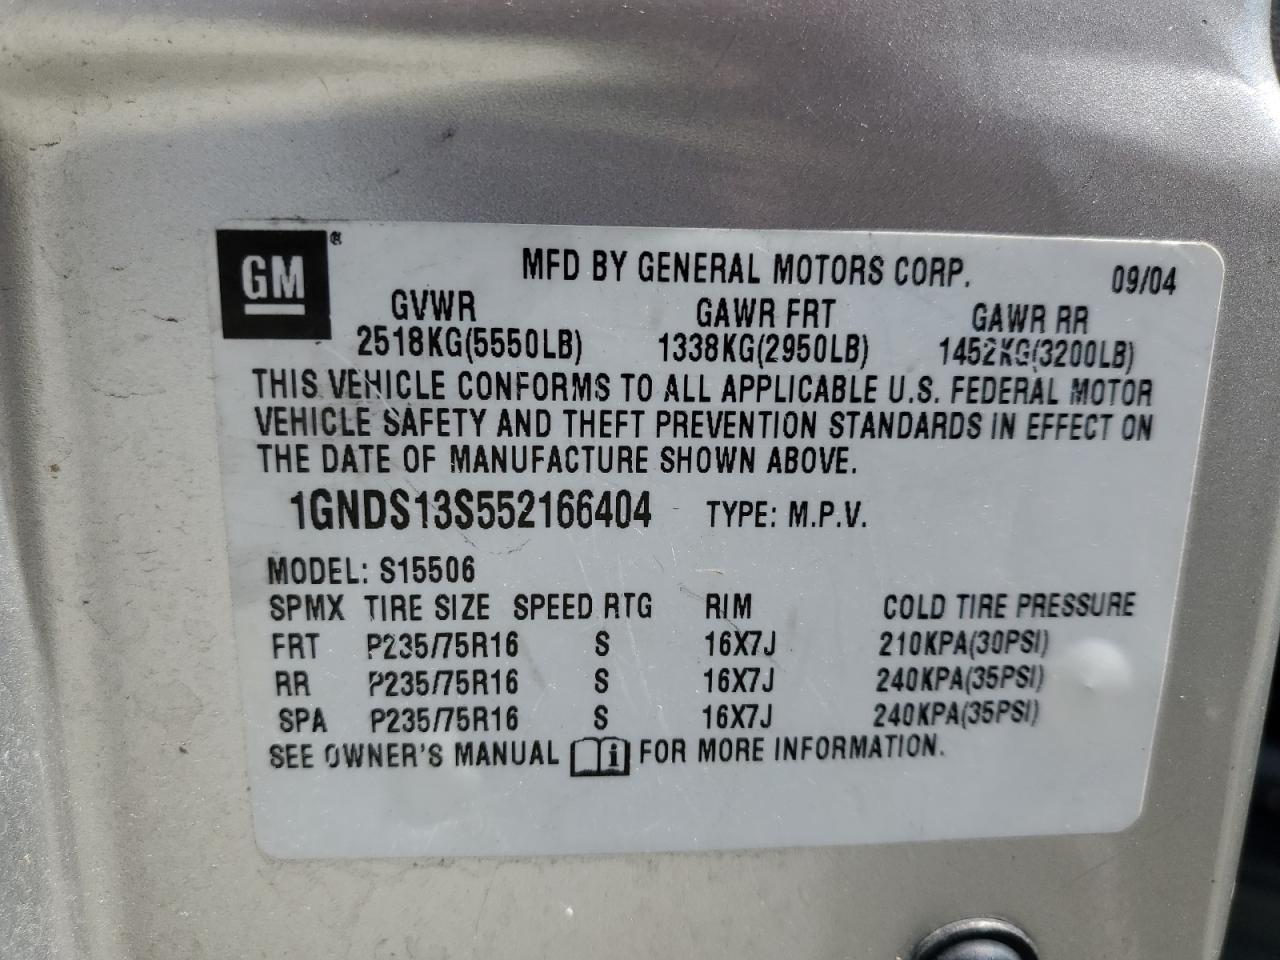 GM®
MFD BY GENERAL MOTORS CORP. 09/04
GVWR GAWR FRT GAWR RR
2518KG(5550LB) 1338KG(2950LB) 1452KG(3200LB)
THIS VEHICLE CONFORMS TO ALL APPLICABLE U.S. FEDERAL MOTOR
VEHICLE SAFETY AND THEFT PREVENTION STANDARDS IN EFFECT ON
THE DATE OF MANUFACTURE SHOWN ABOVE.
1GNDS13S552166404 TYPE: M.P.V.
MODEL: S15506
SPMX TIRE SIZE SPEED RTG RIM COLD TIRE PRESSURE
FRT P235/75R16 S 16X7J 210KPA(30PSI)
RR P235/75R16 S 16X7J 240KPA(35PSI)
SPA P235/75R16 S 16X7J 240KPA(35PSI)
SEE OWNER'S MANUAL i FOR MORE INFORMATION.